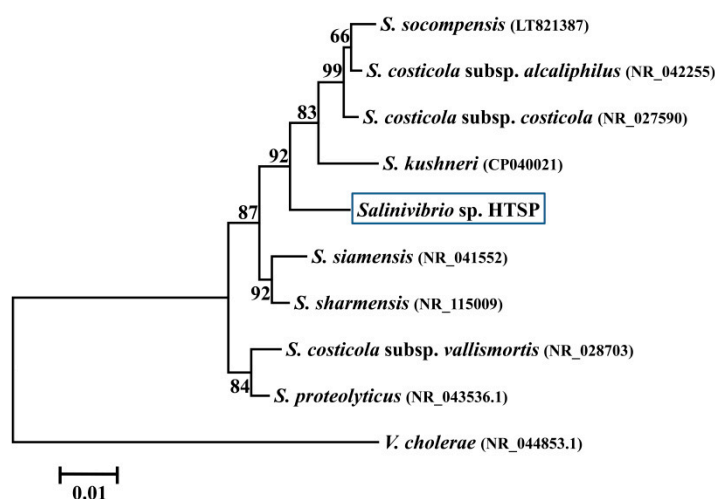 S. socompensis (LT821387)
66
S. costicola subsp. alcaliphilus (NR_042255)
99
S. costicola subsp. costicola (NR_027590)
83
S. kushneri (CP040021)
92
Salinivibrio sp. HTSP
87
S. siamensis (NR_041552)
92
S. sharmensis (NR_115009)
S. costicola subsp. vallismortis (NR_028703)
84
S. proteolyticus (NR_043536.1)
V. cholerae (NR_044853.1)
0.01